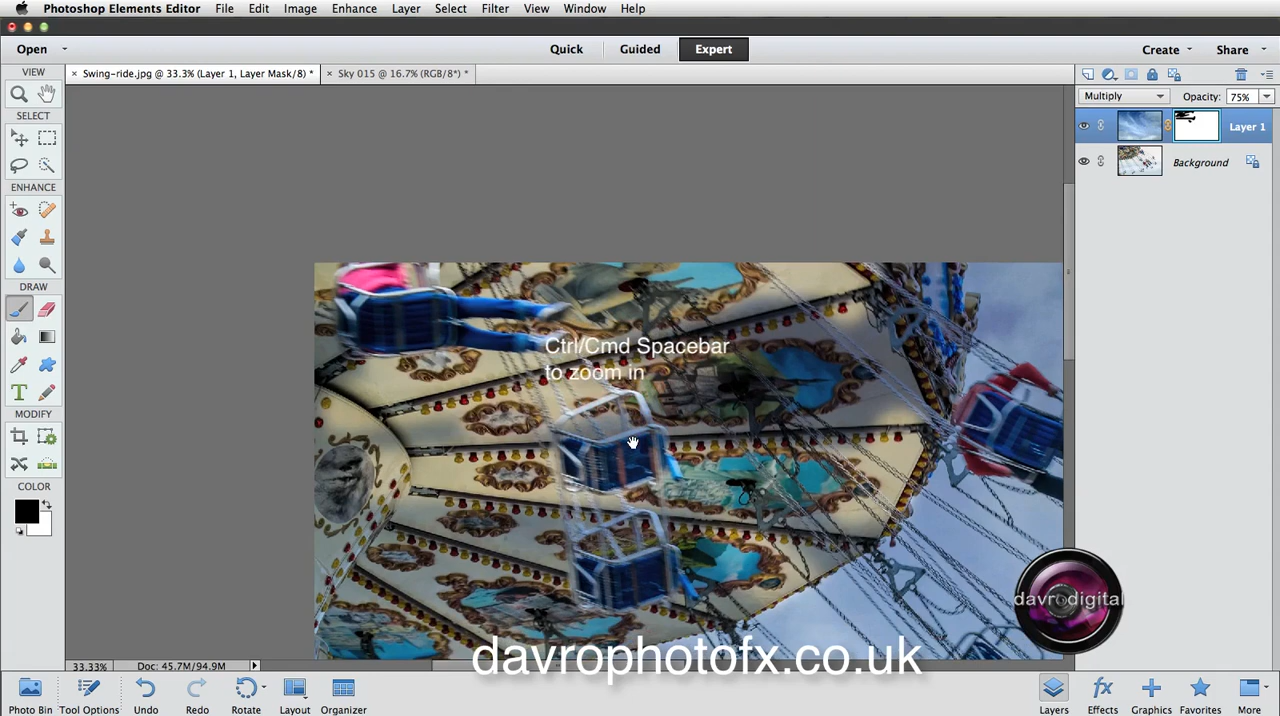 Photoshop Elements Editor File Edit Image Enhance Layer Select Filter View Window Help
Open Quick Guided Expert Create Share
VIEW
× Swing-ride.jpg @ 33.3% (Layer 1, Layer Mask/8) * × Sky 015 @ 16.7% (RGB/8*) *
Multiply Opacity: 75%
SELECT
Layer 1
Background
ENHANCE
DRAW
Ctrl/Cmd Spacebar
to zoom in
T
MODIFY
COLOR
davrodigital
davrophotofx.co.uk
33.33% Doc: 45.7M/94.9M
fx
Photo Bin Tool Options Undo Redo Rotate Layout Organizer Layers Effects Graphics Favorites More